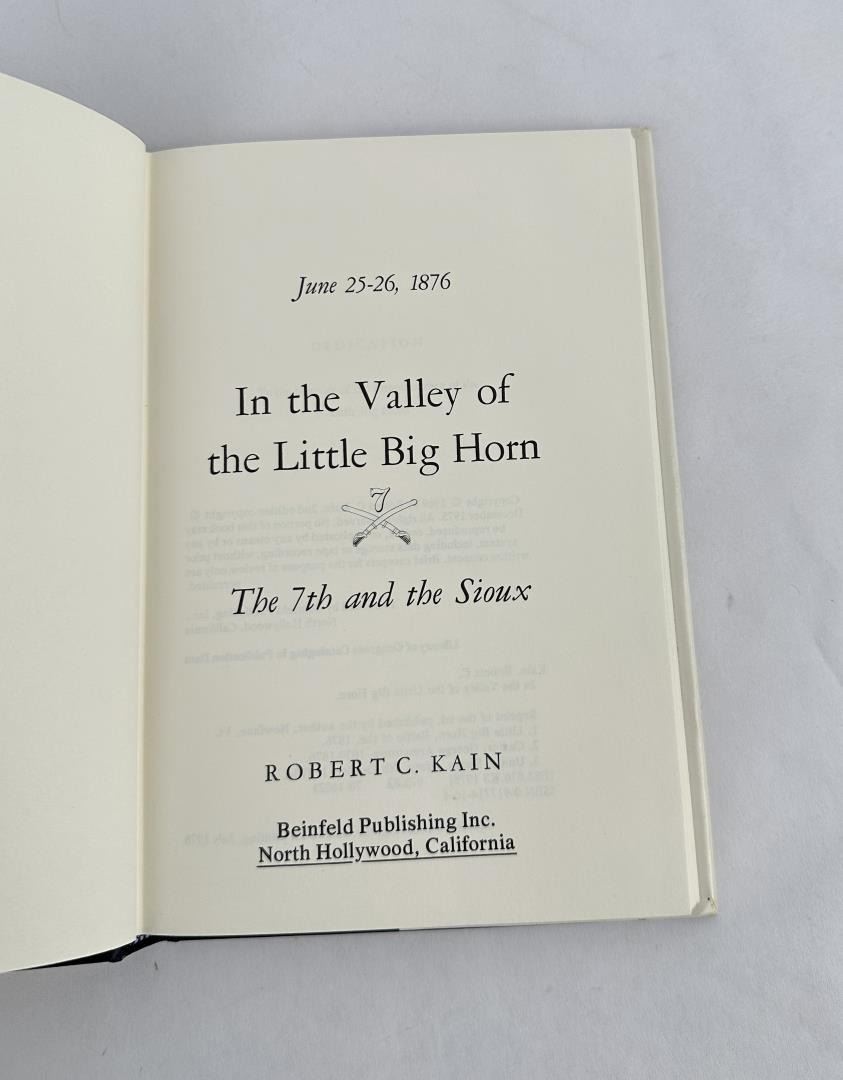 June 25-26, 1876
In the Valley of
the Little Big Horn
7
The 7th and the Sioux
ROBERT C. KAIN
Beinfeld Publishing Inc.
North Hollywood, California